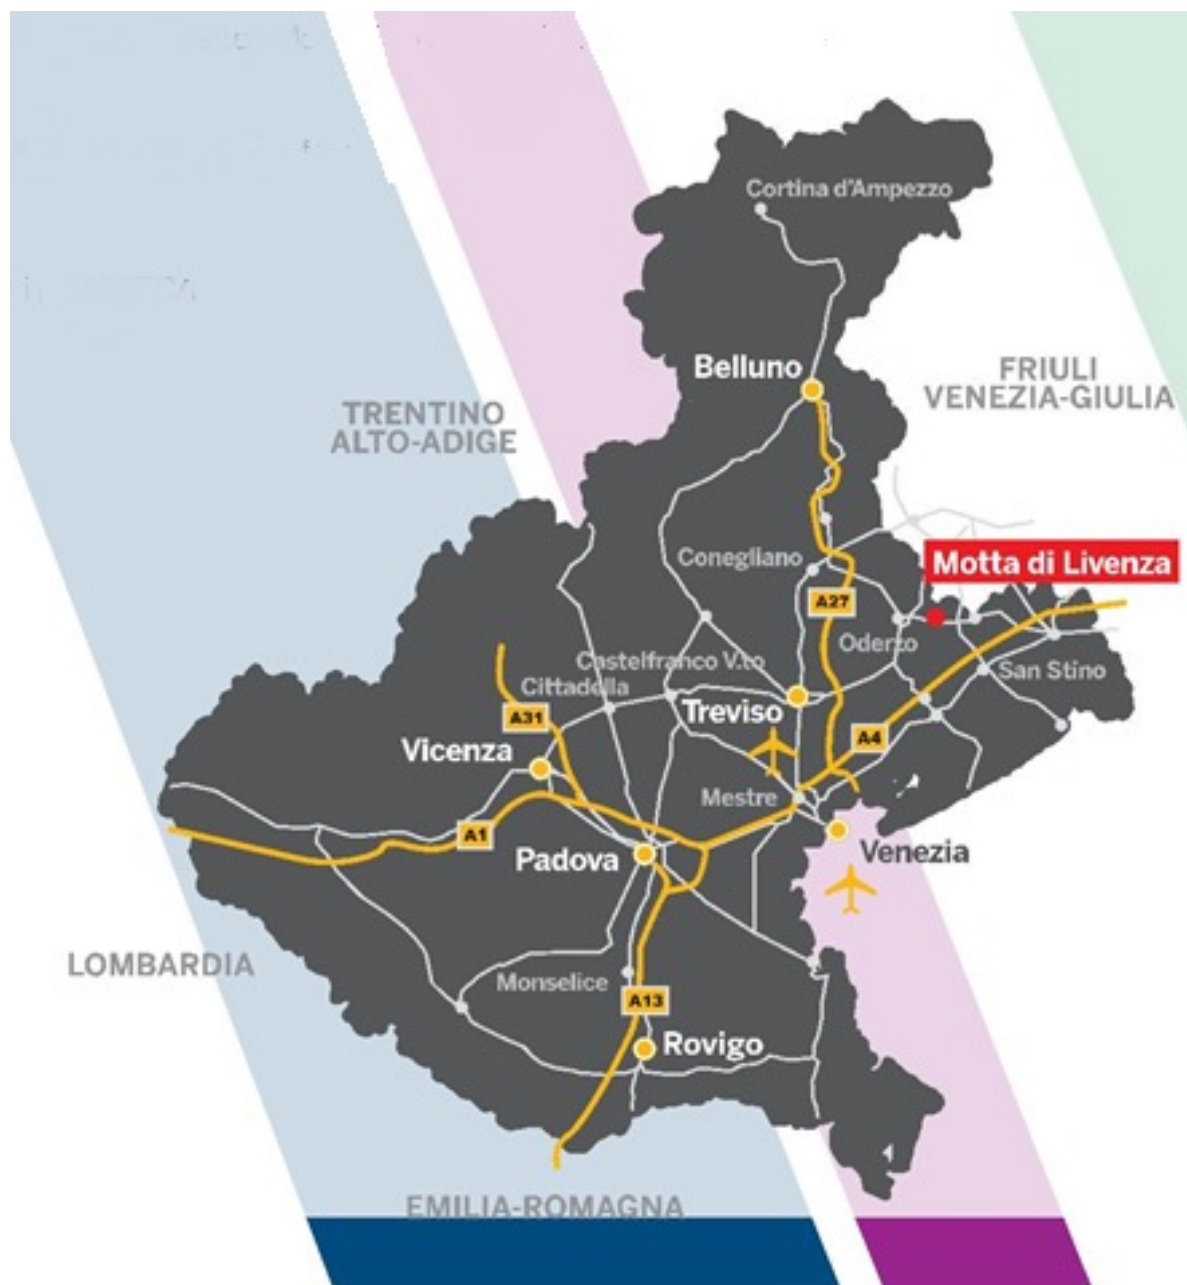 Cortina d'Ampezzo
Belluno
FRIULI
VENEZIA-GIULIA
TRENTINO
ALTO-ADIGE
Conegliano
Motta di Livenza
A27
Oderzo
Castelfranco V.to
San Stino
Cittadella
A31
Treviso
A4
Vicenza
Mestre
A1
Padova
Venezia
LOMBARDIA
Monselice
A13
Rovigo
EMILIA-ROMAGNA